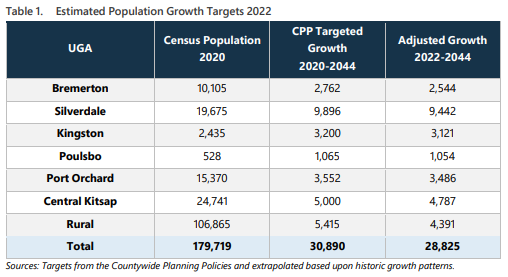 Table 1. Estimated Population Growth Targets 2022
UGA Census Population 2020 CPP Targeted Growth 2020-2044 Adjusted Growth 2022-2044
Bremerton 10,105 2,762 2,544
Silverdale 19,675 9,896 9,442
Kingston 2,435 3,200 3,121
Poulsbo 528 1,065 1,054
Port Orchard 15,370 3,552 3,486
Central Kitsap 24,741 5,000 4,787
Rural 106,865 5,415 4,391
Total 179,719 30,890 28,825
Sources: Targets from the Countywide Planning Policies and extrapolated based upon historic growth patterns.